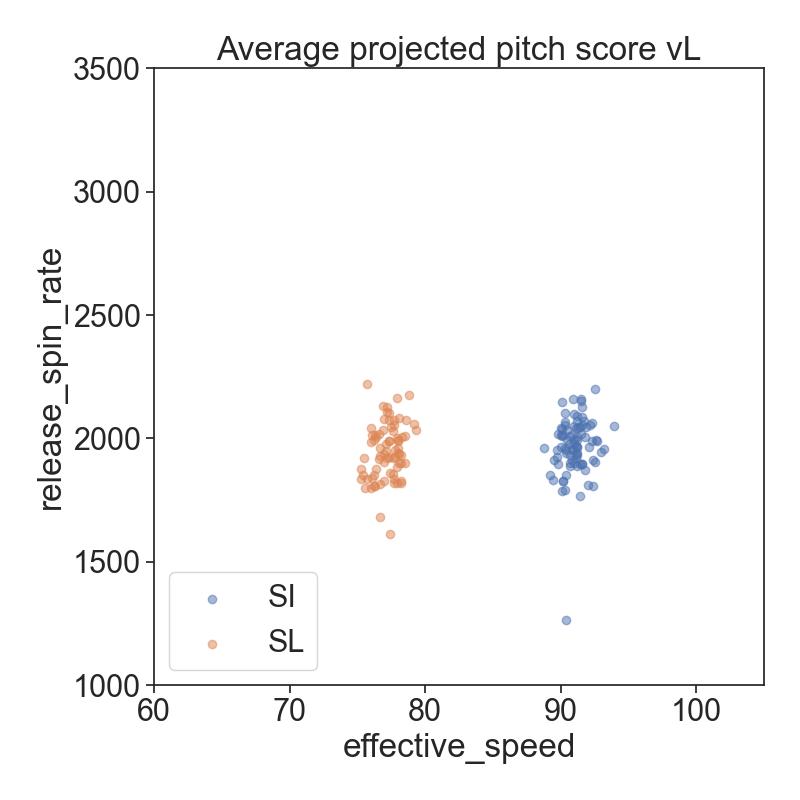 Average projected pitch score vL
3500
3000
2500
2000
1500
1000
release_spin_rate
SI
SL
60
70
80
90
100
effective_speed